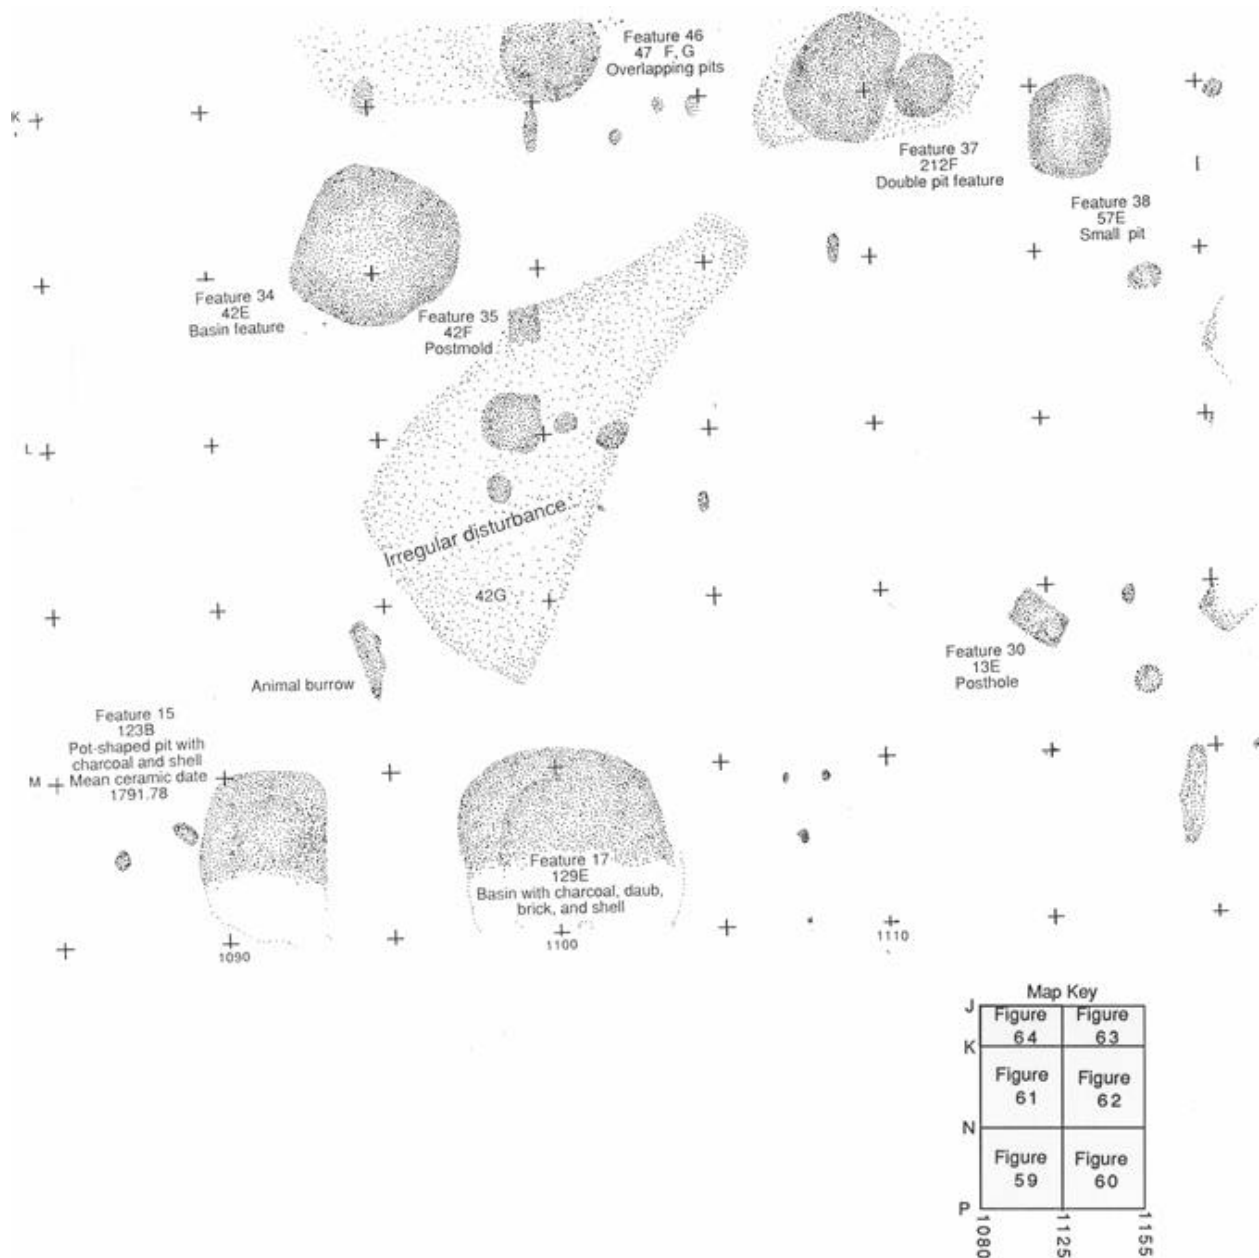 Feature 46
47 F, G
Overlapping pits
K
Feature 37
212F
Double pit feature
Feature 38
57E
Small pit
Feature 34
42E
Basin feature
Feature 35
42F
Postmold
L
Irregular disturbance
42G
Feature 30
13E
Posthole
Animal burrow
Feature 15
123B
Pot-shaped pit with
charcoal and shell
Mean ceramic date
1791.78
M
Feature 17
129E
Basin with charcoal, daub,
brick, and shell
1090
1100
1110
Map Key
J
Figure
64
Figure
63
K
Figure
61
Figure
62
N
Figure
59
Figure
60
P
1080
1125
1155